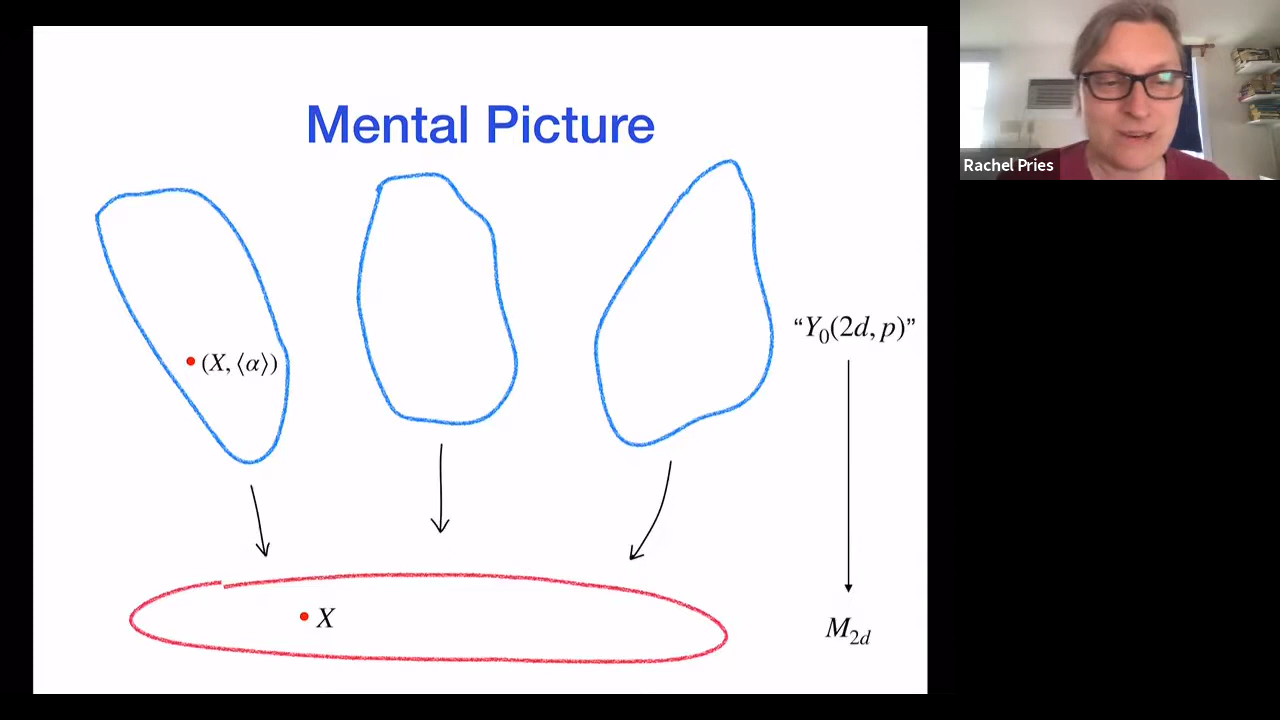 Mental Picture
(X, ⟨α⟩)
“Y₀(2d, p)”
X
M₂d
Rachel Pries